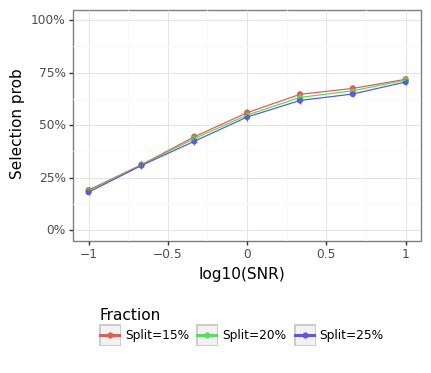 100%
75%
50%
25%
0%
Selection prob
−1
−0.5
0
0.5
1
log10(SNR)
Fraction
Split=15% Split=20% Split=25%